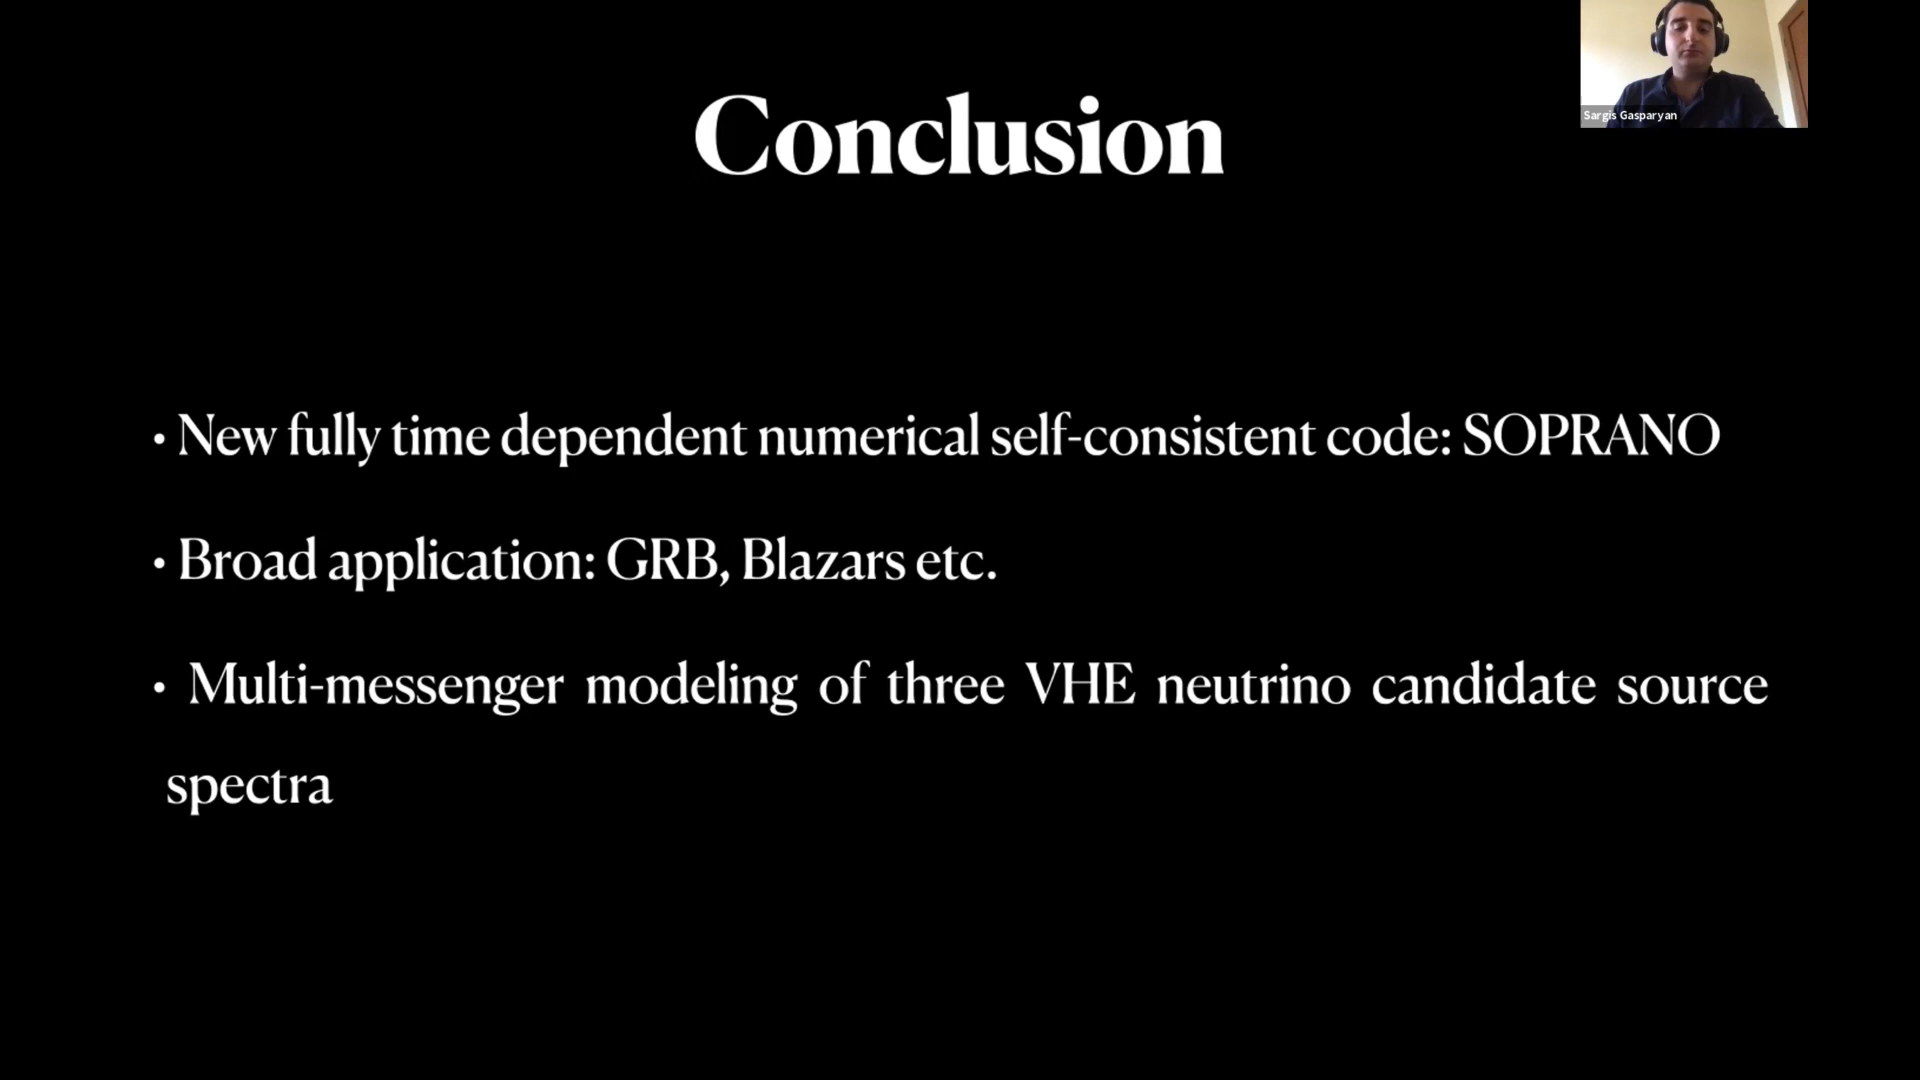 Sargis Gasparyan
Conclusion
• New fully time dependent numerical self-consistent code: SOPRANO
• Broad application: GRB, Blazars etc.
• Multi-messenger modeling of three VHE neutrino candidate source
spectra